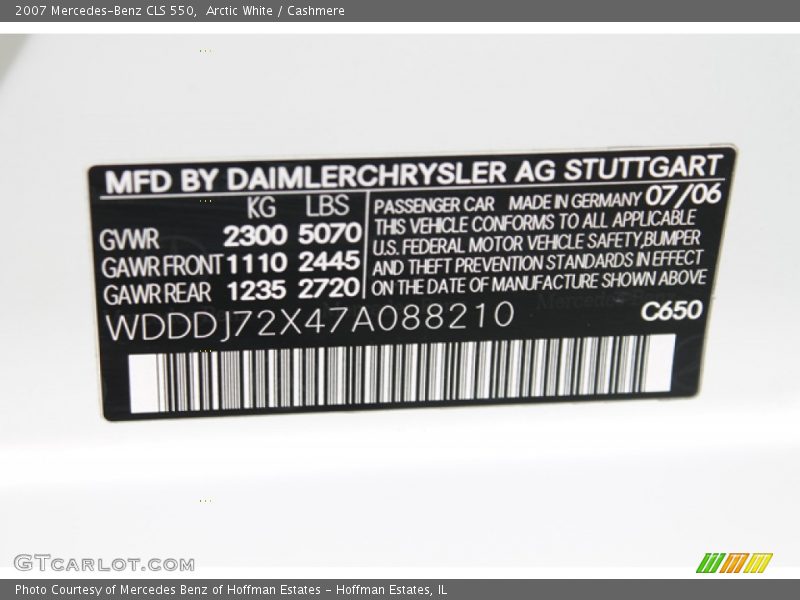 2007 Mercedes-Benz CLS 550,  Arctic White / Cashmere
MFD BY DAIMLERCHRYSLER AG STUTTGART
KG LBS
GVWR 2300 5070
GAWR FRONT 1110 2445
GAWR REAR 1235 2720
PASSENGER CAR MADE IN GERMANY 07/06
THIS VEHICLE CONFORMS TO ALL APPLICABLE
U.S. FEDERAL MOTOR VEHICLE SAFETY,BUMPER
AND THEFT PREVENTION STANDARDS IN EFFECT
ON THE DATE OF MANUFACTURE SHOWN ABOVE
WDDDJ72X47A088210 C650
GTCARLOT.COM
Photo Courtesy of Mercedes Benz of Hoffman Estates - Hoffman Estates, IL